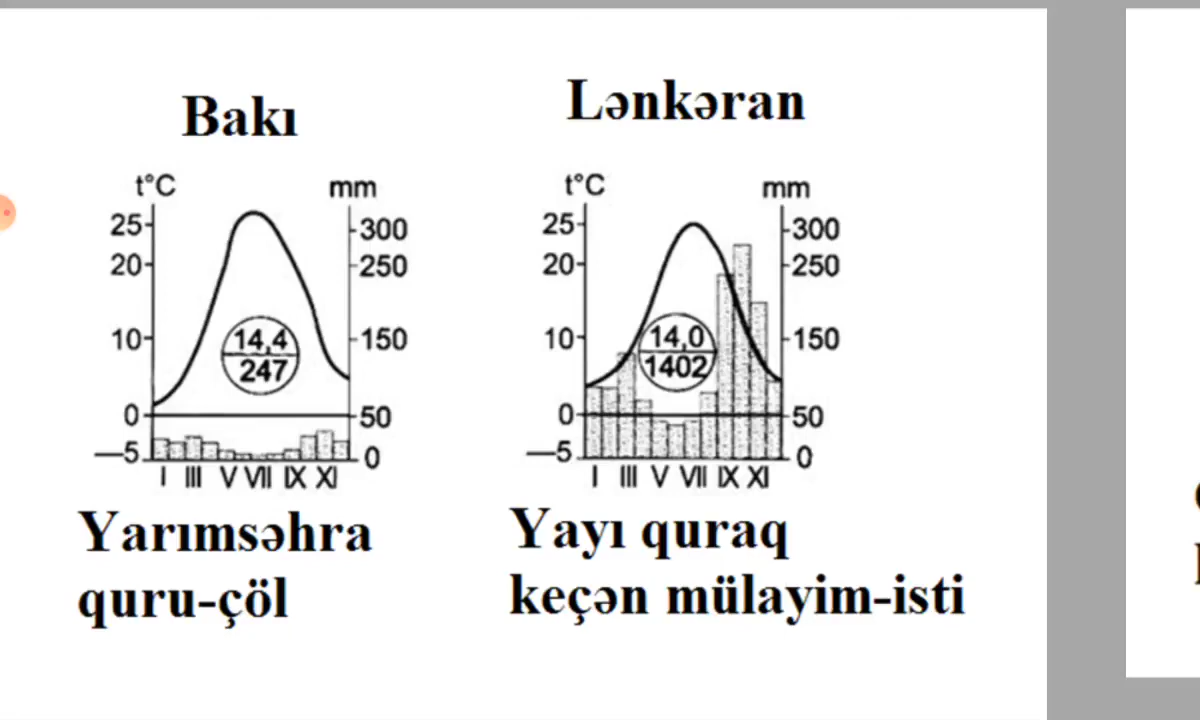 Bakı
Lənkəran
t°C mm
25 300
20 250
10 150
14,4
247
0 50
—5 0
I III V VII IX XI
t°C mm
25 300
20 250
10 150
14,0
1402
0 50
—5 0
I III V VII IX XI
Yarımsəhra
quru-çöl
Yayı quraq
keçən mülayim-isti